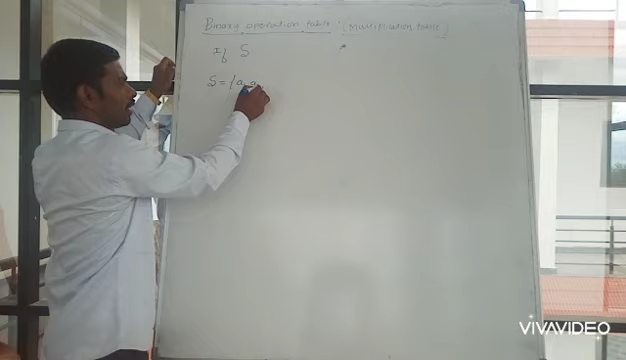 Binary operation table : (Multiplication table)
If S
S = {a, a
VIVAVIDEO